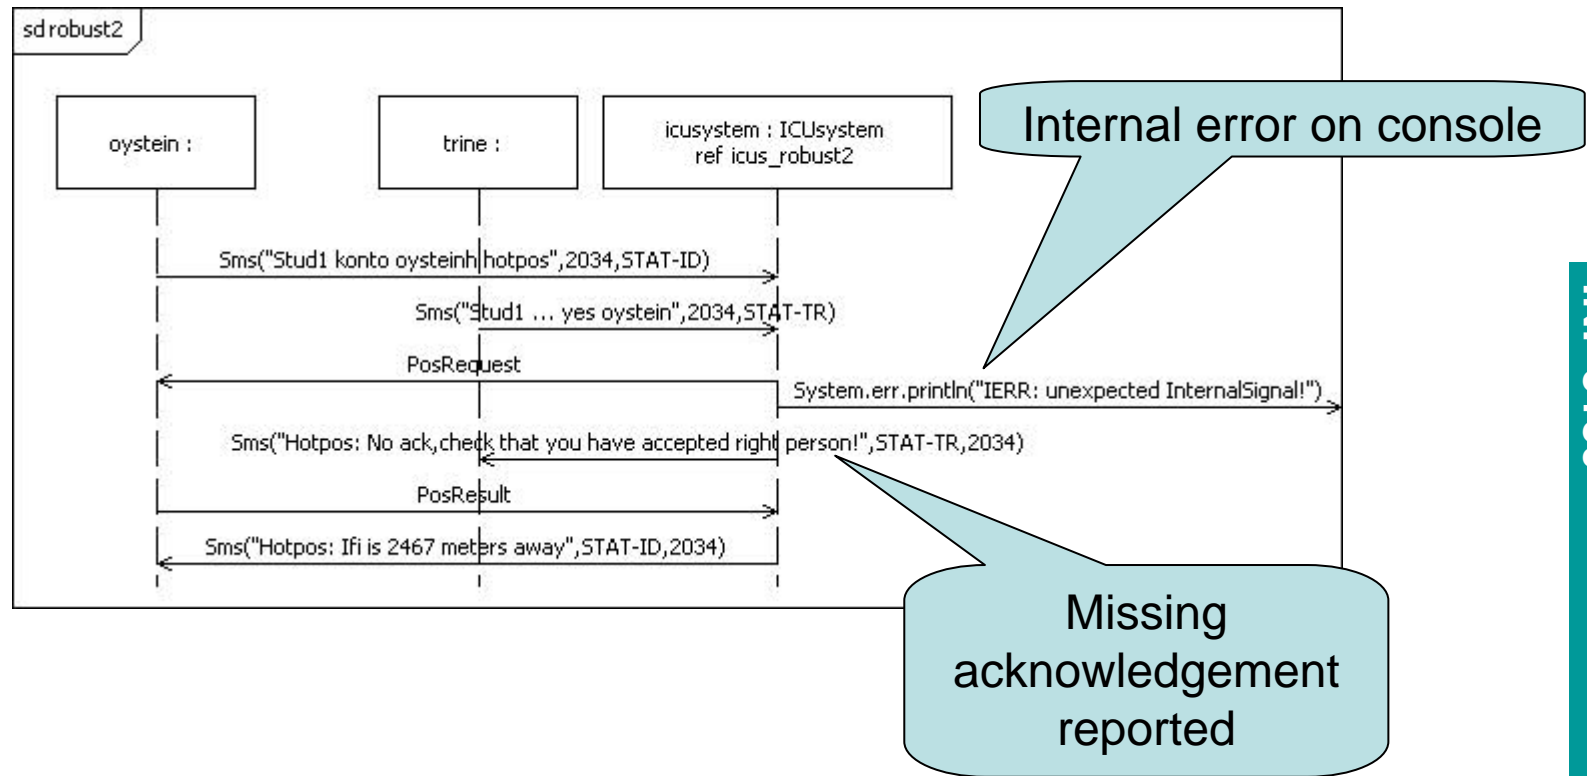 sd robust2
Internal error on console
oystein :
trine :
icusystem : ICUsystem
ref icus_robust2
Sms("Stud1 konto oysteinh hotpos",2034,STAT-ID)
Sms("Stud1 ... yes oystein",2034,STAT-TR)
PosRequest
System.err.println("IERR: unexpected InternalSignal!")
Sms("Hotpos: No ack,check that you have accepted right person!",STAT-TR,2034)
PosResult
Sms("Hotpos: Ifi is 2467 meters away",STAT-ID,2034)
Missing
acknowledgement
reported